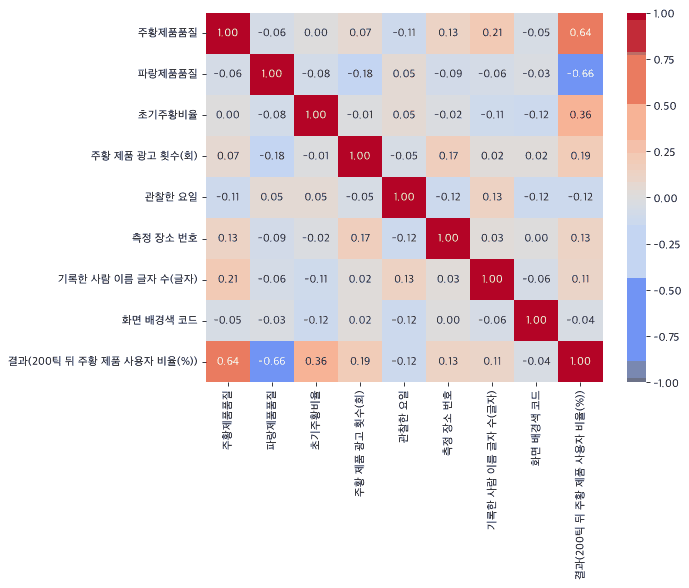 주황제품품질 1.00 -0.06 0.00 0.07 -0.11 0.13 0.21 -0.05 0.64
파랑제품품질 -0.06 1.00 -0.08 -0.18 0.05 -0.09 -0.06 -0.03 -0.66
초기주황비율 0.00 -0.08 1.00 -0.01 0.05 -0.02 -0.11 -0.12 0.36
주황 제품 광고 횟수(회) 0.07 -0.18 -0.01 1.00 -0.05 0.17 0.02 0.02 0.19
관찰한 요일 -0.11 0.05 0.05 -0.05 1.00 -0.12 0.13 -0.12 -0.12
측정 장소 번호 0.13 -0.09 -0.02 0.17 -0.12 1.00 0.03 0.00 0.13
기록한 사람 이름 글자 수(글자) 0.21 -0.06 -0.11 0.02 0.13 0.03 1.00 -0.06 0.11
화면 배경색 코드 -0.05 -0.03 -0.12 0.02 -0.12 0.00 -0.06 1.00 -0.04
결과(200틱 뒤 주황 제품 사용자 비율(%)) 0.64 -0.66 0.36 0.19 -0.12 0.13 0.11 -0.04 1.00
주황제품품질
파랑제품품질
초기주황비율
주황 제품 광고 횟수(회)
관찰한 요일
측정 장소 번호
기록한 사람 이름 글자 수(글자)
화면 배경색 코드
결과(200틱 뒤 주황 제품 사용자 비율(%))
1.00
0.75
0.50
0.25
0.00
-0.25
-0.50
-0.75
-1.00